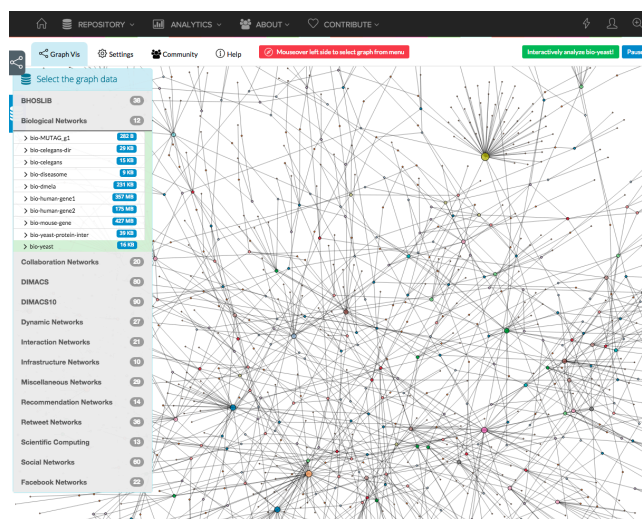 REPOSITORY ANALYTICS ABOUT CONTRIBUTE
Graph Vis Settings Community Help Mouseover left side to select graph from menu Interactively analyze bio-yeast! Pause
Select the graph data
BHOSLIB 36
Biological Networks 12
bio-MUTAG_g1 262 B
bio-celegans-dir 29 KB
bio-celegans 15 KB
bio-diseasome 9 KB
bio-dmela 231 KB
bio-human-gene1 357 MB
bio-human-gene2 175 MB
bio-mouse-gene 427 MB
bio-yeast-protein-inter 39 KB
bio-yeast 16 KB
Collaboration Networks 20
DIMACS 80
DIMACS10 90
Dynamic Networks 27
Interaction Networks 21
Infrastructure Networks 10
Miscellaneous Networks 29
Recommendation Networks 14
Retweet Networks 36
Scientific Computing 13
Social Networks 60
Facebook Networks 22